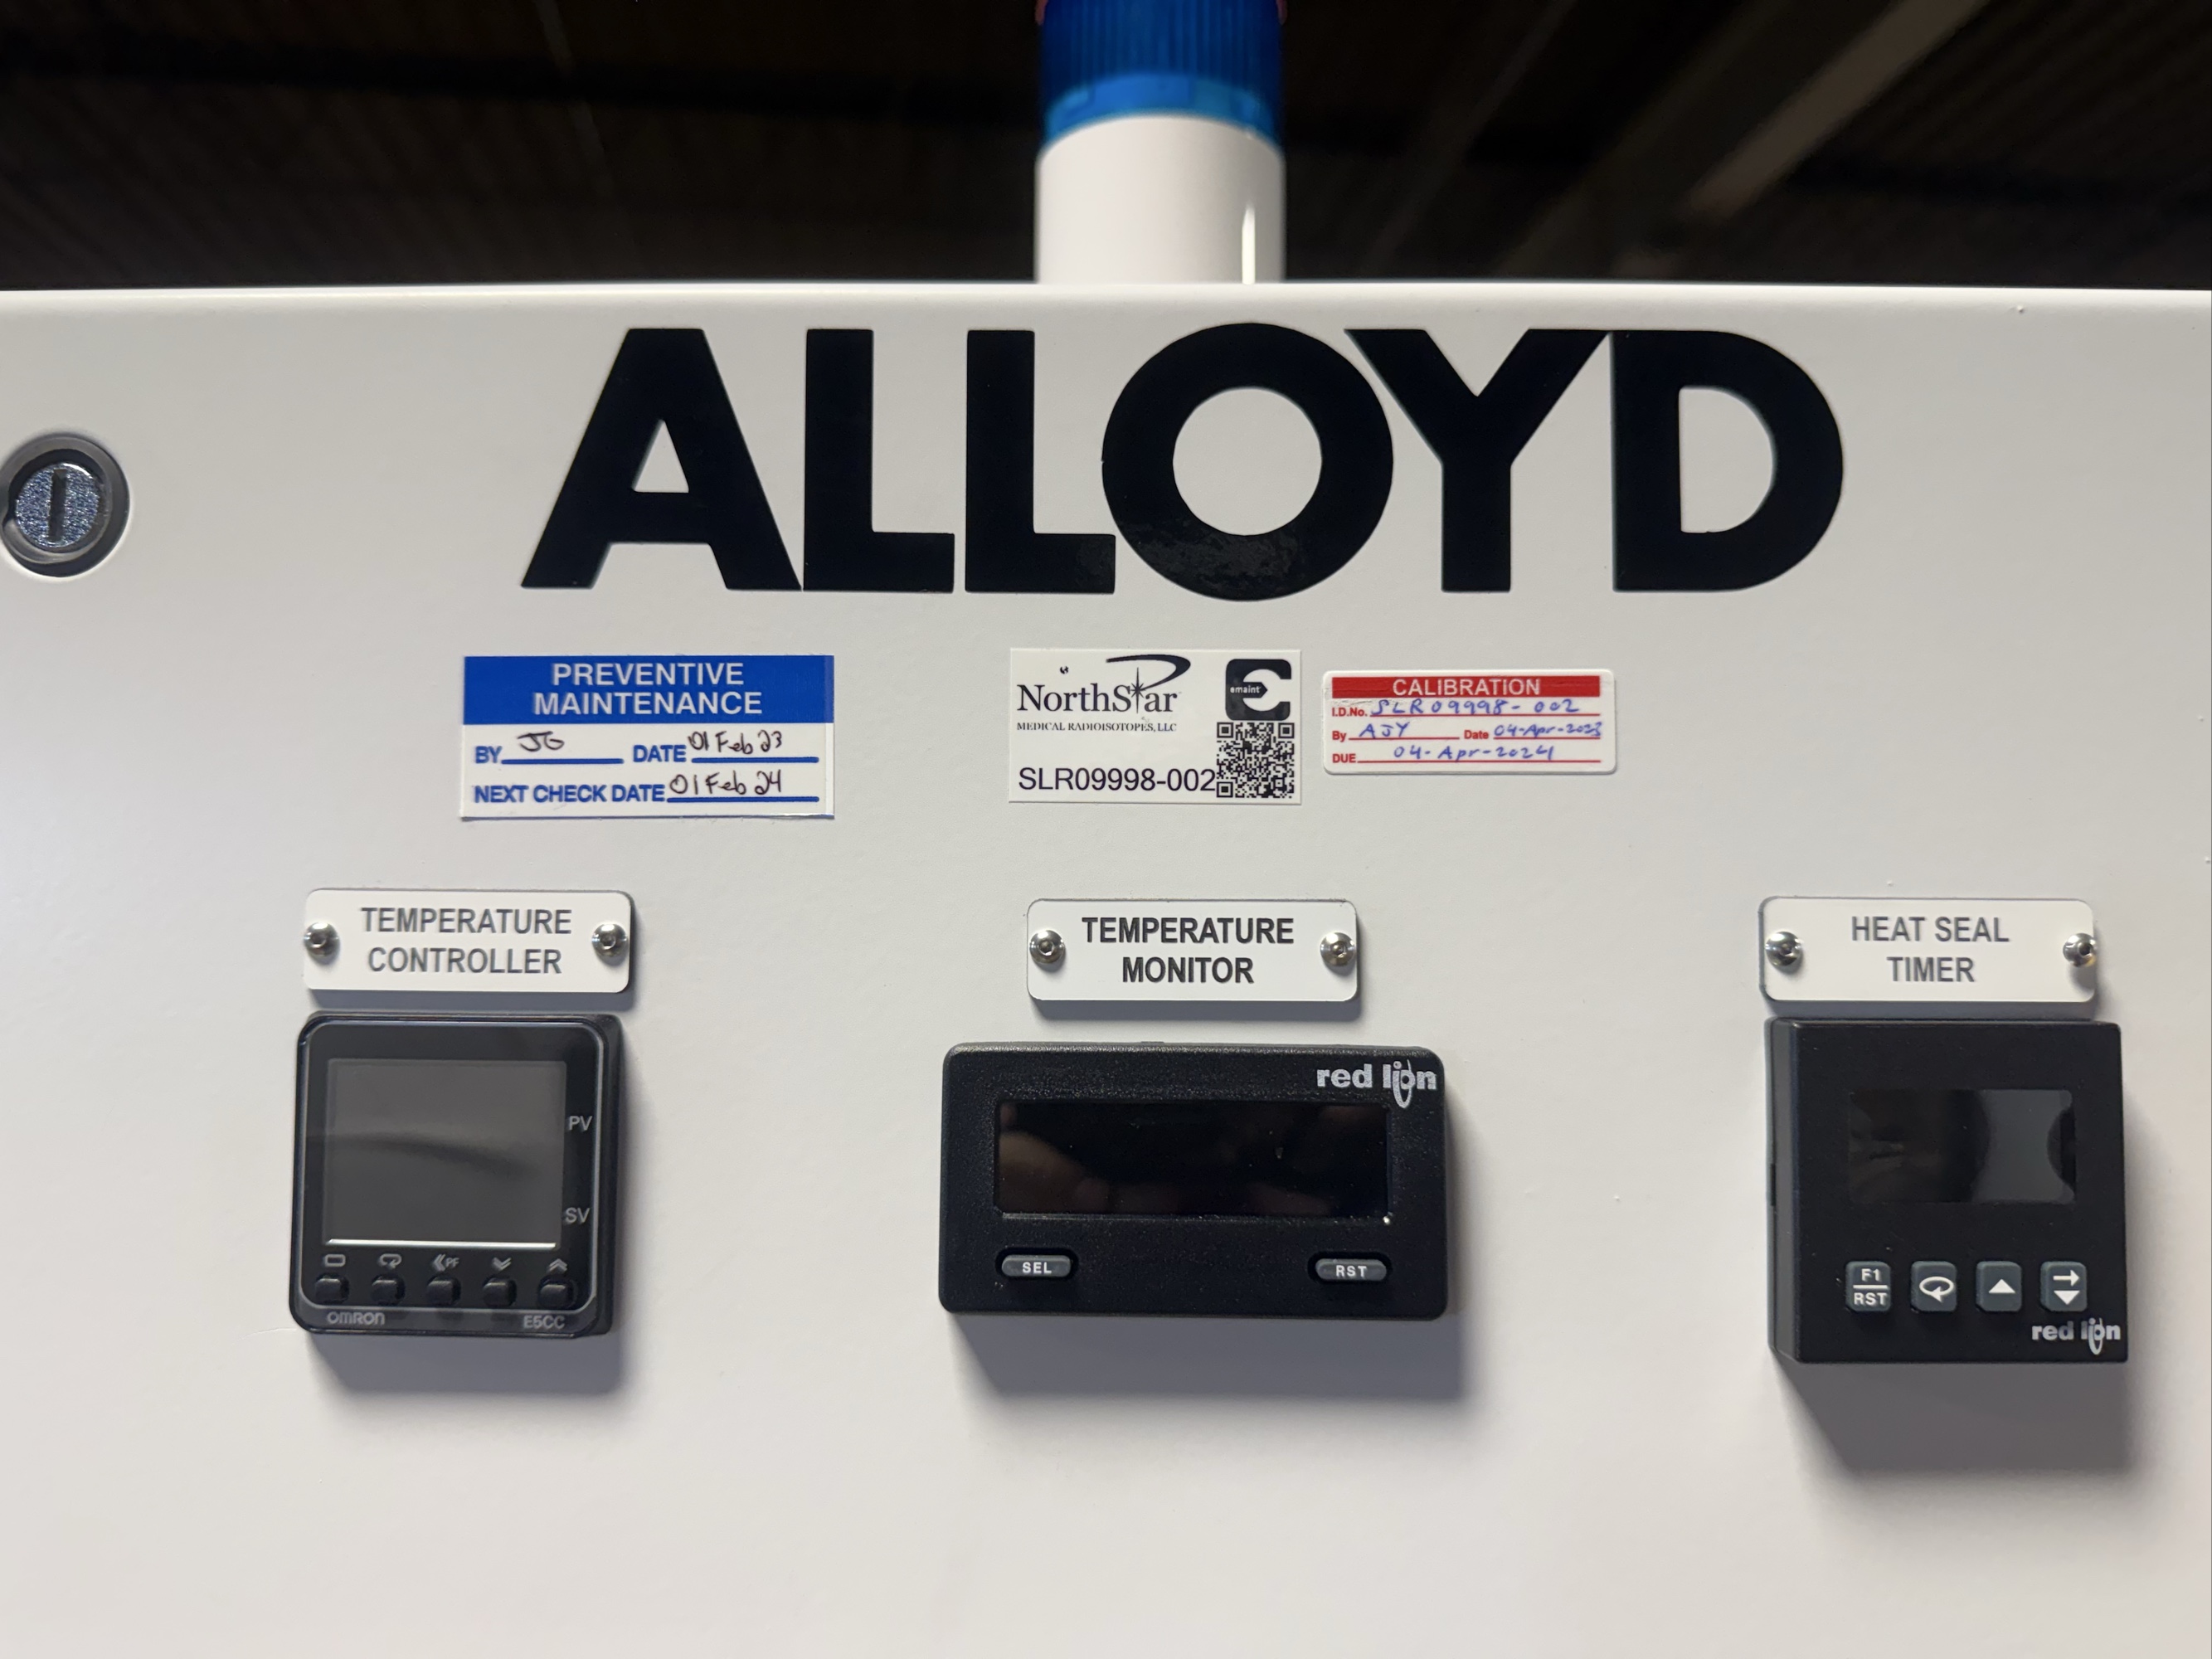 ALLOYD
PREVENTIVE
MAINTENANCE
BY JG DATE 01 Feb 23
NEXT CHECK DATE 01 Feb 24
NorthStar
MEDICAL RADIOISOTOPES, LLC
emaint
SLR09998-002
CALIBRATION
I.D.No. SLR09998-002
By AJY Date 04-Apr-2023
DUE 04-Apr-2024
TEMPERATURE
CONTROLLER
PV
SV
PF
OMRON E5CC
TEMPERATURE
MONITOR
red lion
SEL RST
HEAT SEAL
TIMER
F1
RST
red lion